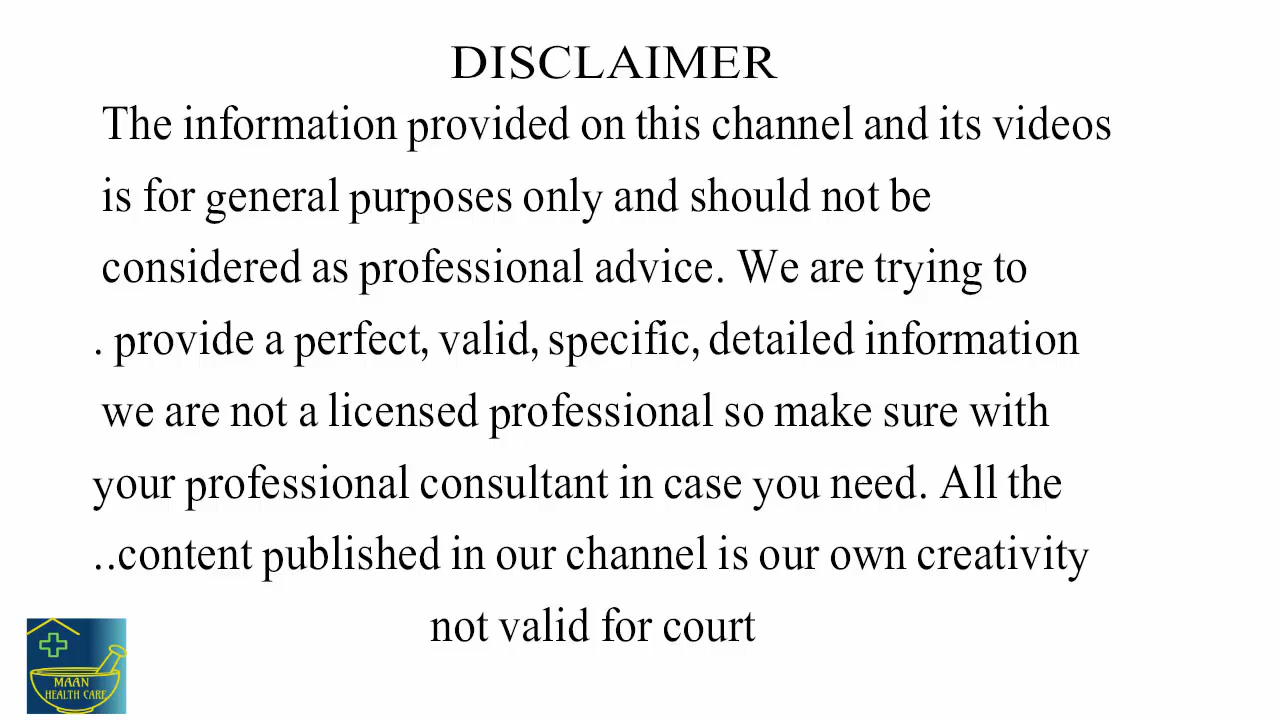 DISCLAIMER
The information provided on this channel and its videos
is for general purposes only and should not be
considered as professional advice. We are trying to
. provide a perfect, valid, specific, detailed information
we are not a licensed professional so make sure with
your professional consultant in case you need. All the
..content published in our channel is our own creativity
not valid for court
MAAN
HEALTH CARE